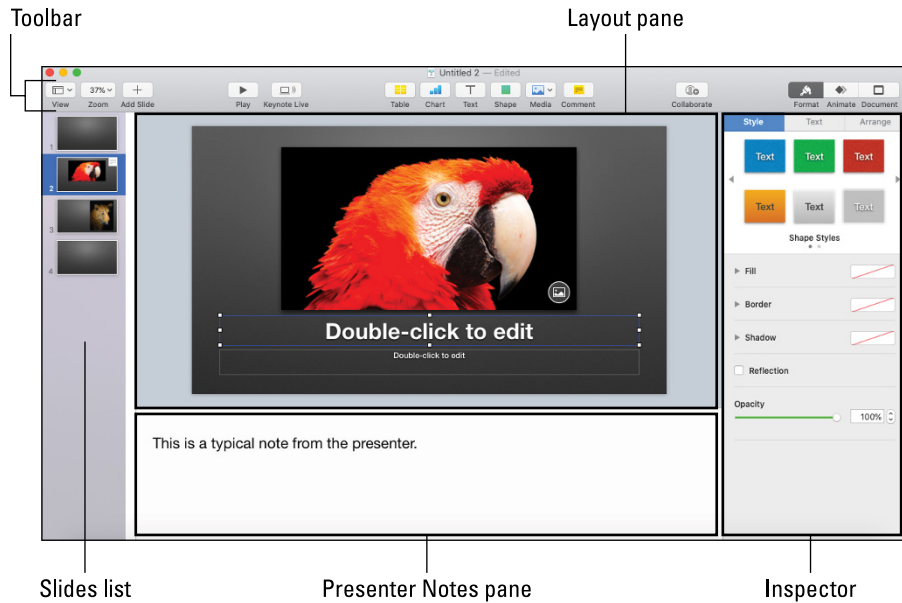 Toolbar
Layout pane
Untitled 2 — Edited
37%
View Zoom Add Slide Play Keynote Live Table Chart Text Shape Media Comment Collaborate Format Animate Document
Style Text Arrange
1
2
3
4
Text Text Text
Text Text Text
Shape Styles
Fill
Border
Shadow
Reflection
Opacity
100%
Double-click to edit
Double-click to edit
This is a typical note from the presenter.
Slides list
Presenter Notes pane
Inspector